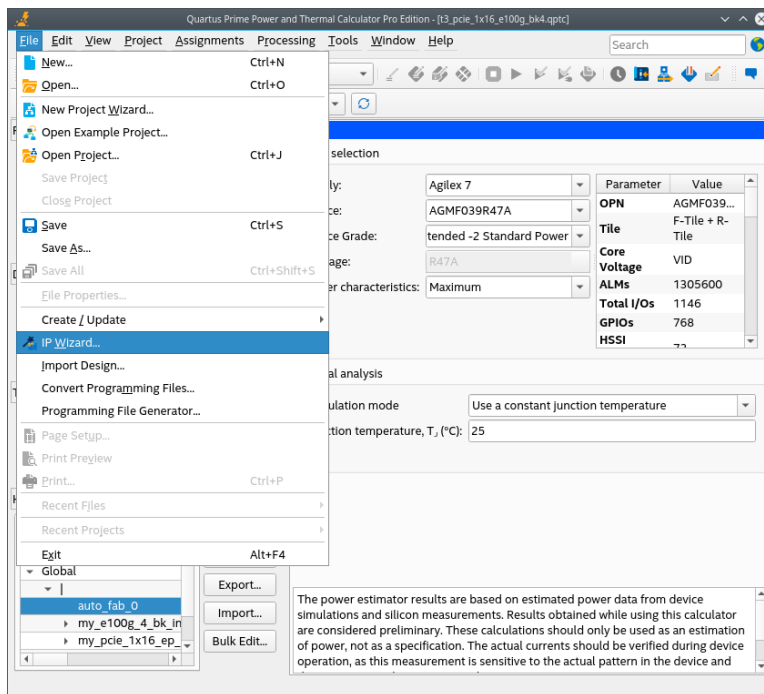 Quartus Prime Power and Thermal Calculator Pro Edition - [t3_pcie_1x16_e100g_bk4.qptc]
File Edit View Project Assignments Processing Tools Window Help
Search
New... Ctrl+N
Open... Ctrl+O
New Project Wizard...
Open Example Project...
Open Project... Ctrl+J
Save Project
Close Project
Save Ctrl+S
Save As...
Save All Ctrl+Shift+S
File Properties...
Create / Update
IP Wizard...
Import Design...
Convert Programming Files...
Programming File Generator...
Page Setup...
Print Preview
Print... Ctrl+P
Recent Files
Recent Projects
Exit Alt+F4
selection
ly: Agilex 7
ce: AGMF039R47A
ce Grade: tended -2 Standard Power
age: R47A
er characteristics: Maximum
Parameter Value
OPN AGMF039...
Tile F-Tile + R-
Tile
Core
Voltage VID
ALMs 1305600
Total I/Os 1146
GPIOs 768
HSSI
al analysis
ulation mode Use a constant junction temperature
tion temperature, TJ (°C): 25
Global
|
auto_fab_0
my_e100g_4_bk_in
my_pcie_1x16_ep_
Export...
Import...
Bulk Edit...
The power estimator results are based on estimated power data from device
simulations and silicon measurements. Results obtained while using this calculator
are considered preliminary. These calculations should only be used as an estimation
of power, not as a specification. The actual currents should be verified during device
operation, as this measurement is sensitive to the actual pattern in the device and